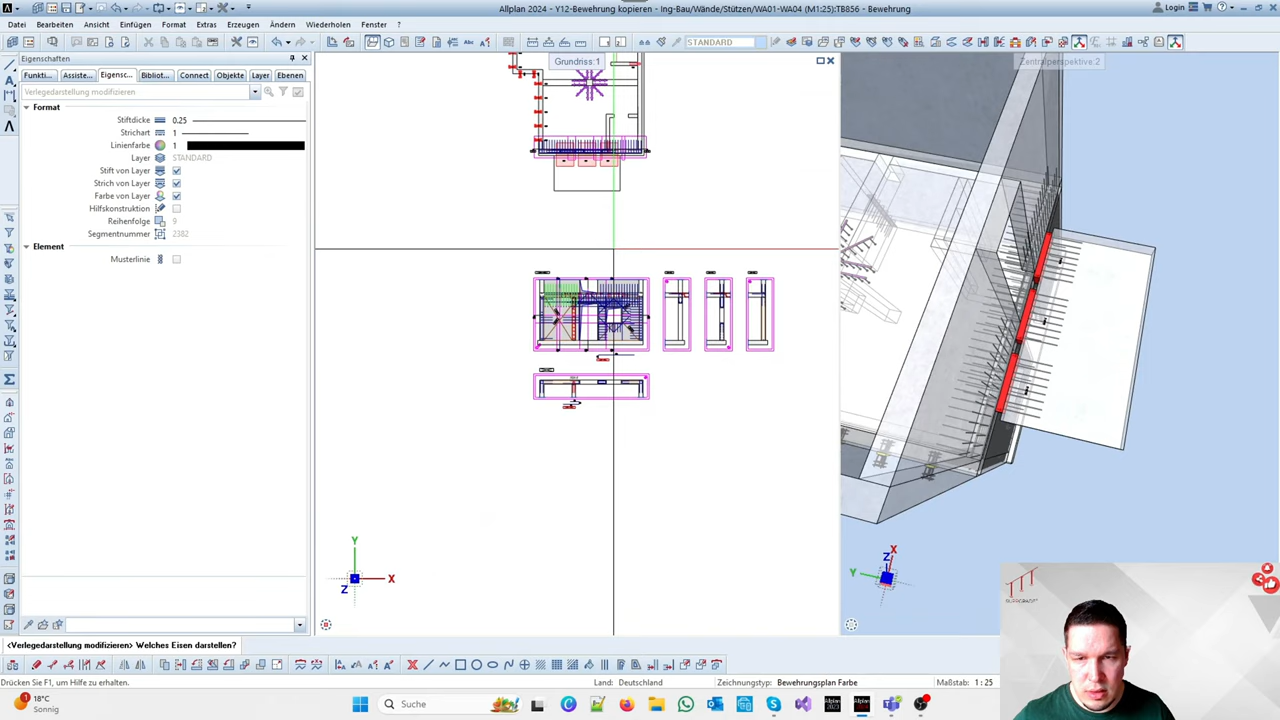 Allplan 2024 - Y12-Bewehrung kopieren - Ing-Bau/Wände/Stützen/WA01-WA04 (M1:25):TB856 - Bewehrung
Login
Datei Bearbeiten Ansicht Einfügen Format Extras Erzeugen Ändern Wiederholen Fenster ?
STANDARD
Eigenschaften
Grundriss:1
Zentralperspektive:2
Funkti... Assiste... Eigensc... Bibliot... Connect Objekte Layer Ebenen
Verlegedarstellung modifizieren
Format
Stiftdicke 0.25
Strichart 1
Linienfarbe 1
Layer STANDARD
Stift von Layer
Strich von Layer
Farbe von Layer
Hilfskonstruktion
Reihenfolge 9
Segmentnummer 2382
Element
Musterlinie
Y
X
Z
X
Z
Y
<Verlegedarstellung modifizieren> Welches Eisen darstellen?
Drücken Sie F1, um Hilfe zu erhalten.
Land: Deutschland
Zeichnungstype: Bewehrungsplan Farbe
Maßstab: 1 : 25
18°C
Sonnig
Suche